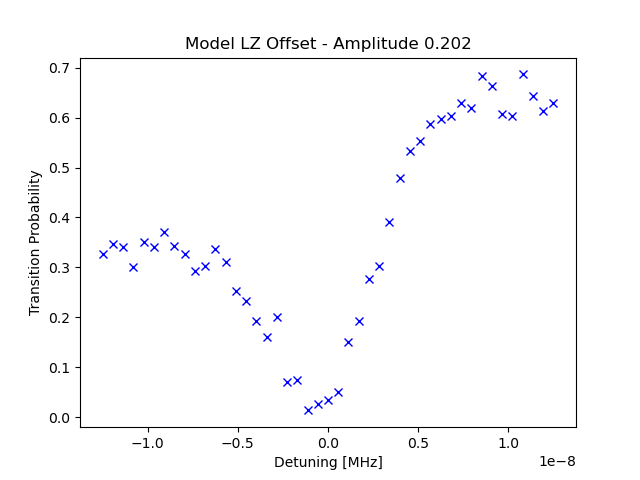 Model LZ Offset - Amplitude 0.202
0.7
0.6
0.5
0.4
0.3
0.2
0.1
0.0
Transition Probability
−1.0 −0.5 0.0 0.5 1.0
1e−8
Detuning [MHz]